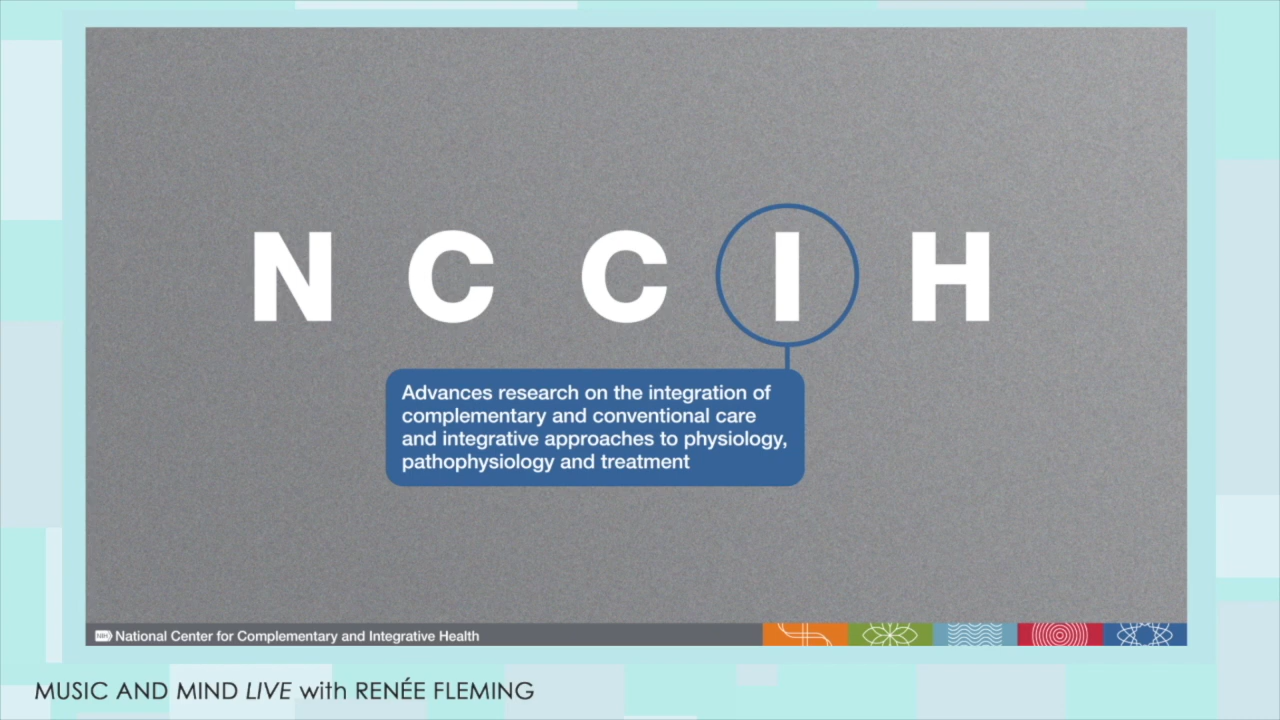 N C C I H
Advances research on the integration of
complementary and conventional care
and integrative approaches to physiology,
pathophysiology and treatment
NIH National Center for Complementary and Integrative Health
MUSIC AND MIND LIVE with RENÉE FLEMING